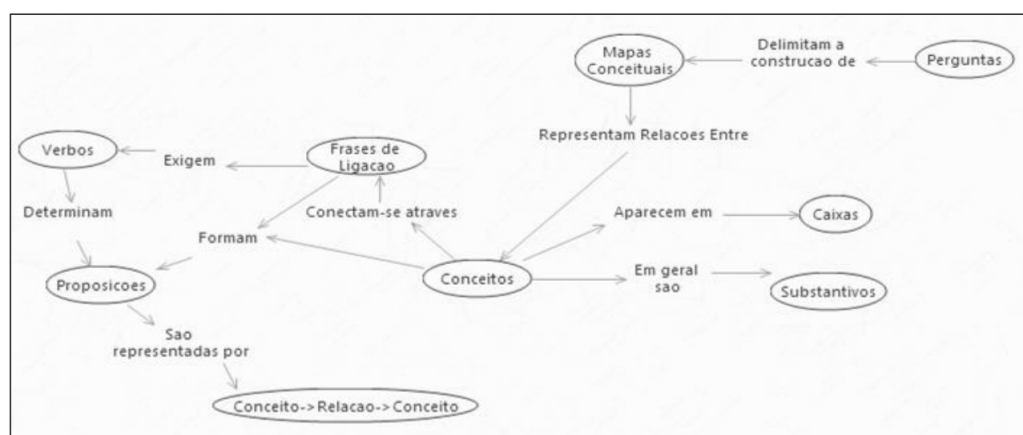 Mapas
Conceituais
Delimitam a
construcao de
Perguntas
Representam Relacoes Entre
Verbos
Exigem
Frases de
Ligacao
Determinam
Conectam-se atraves
Aparecem em
Caixas
Formam
Proposicoes
Conceitos
Em geral
sao
Substantivos
Sao
representadas por
Conceito->Relacao->Conceito